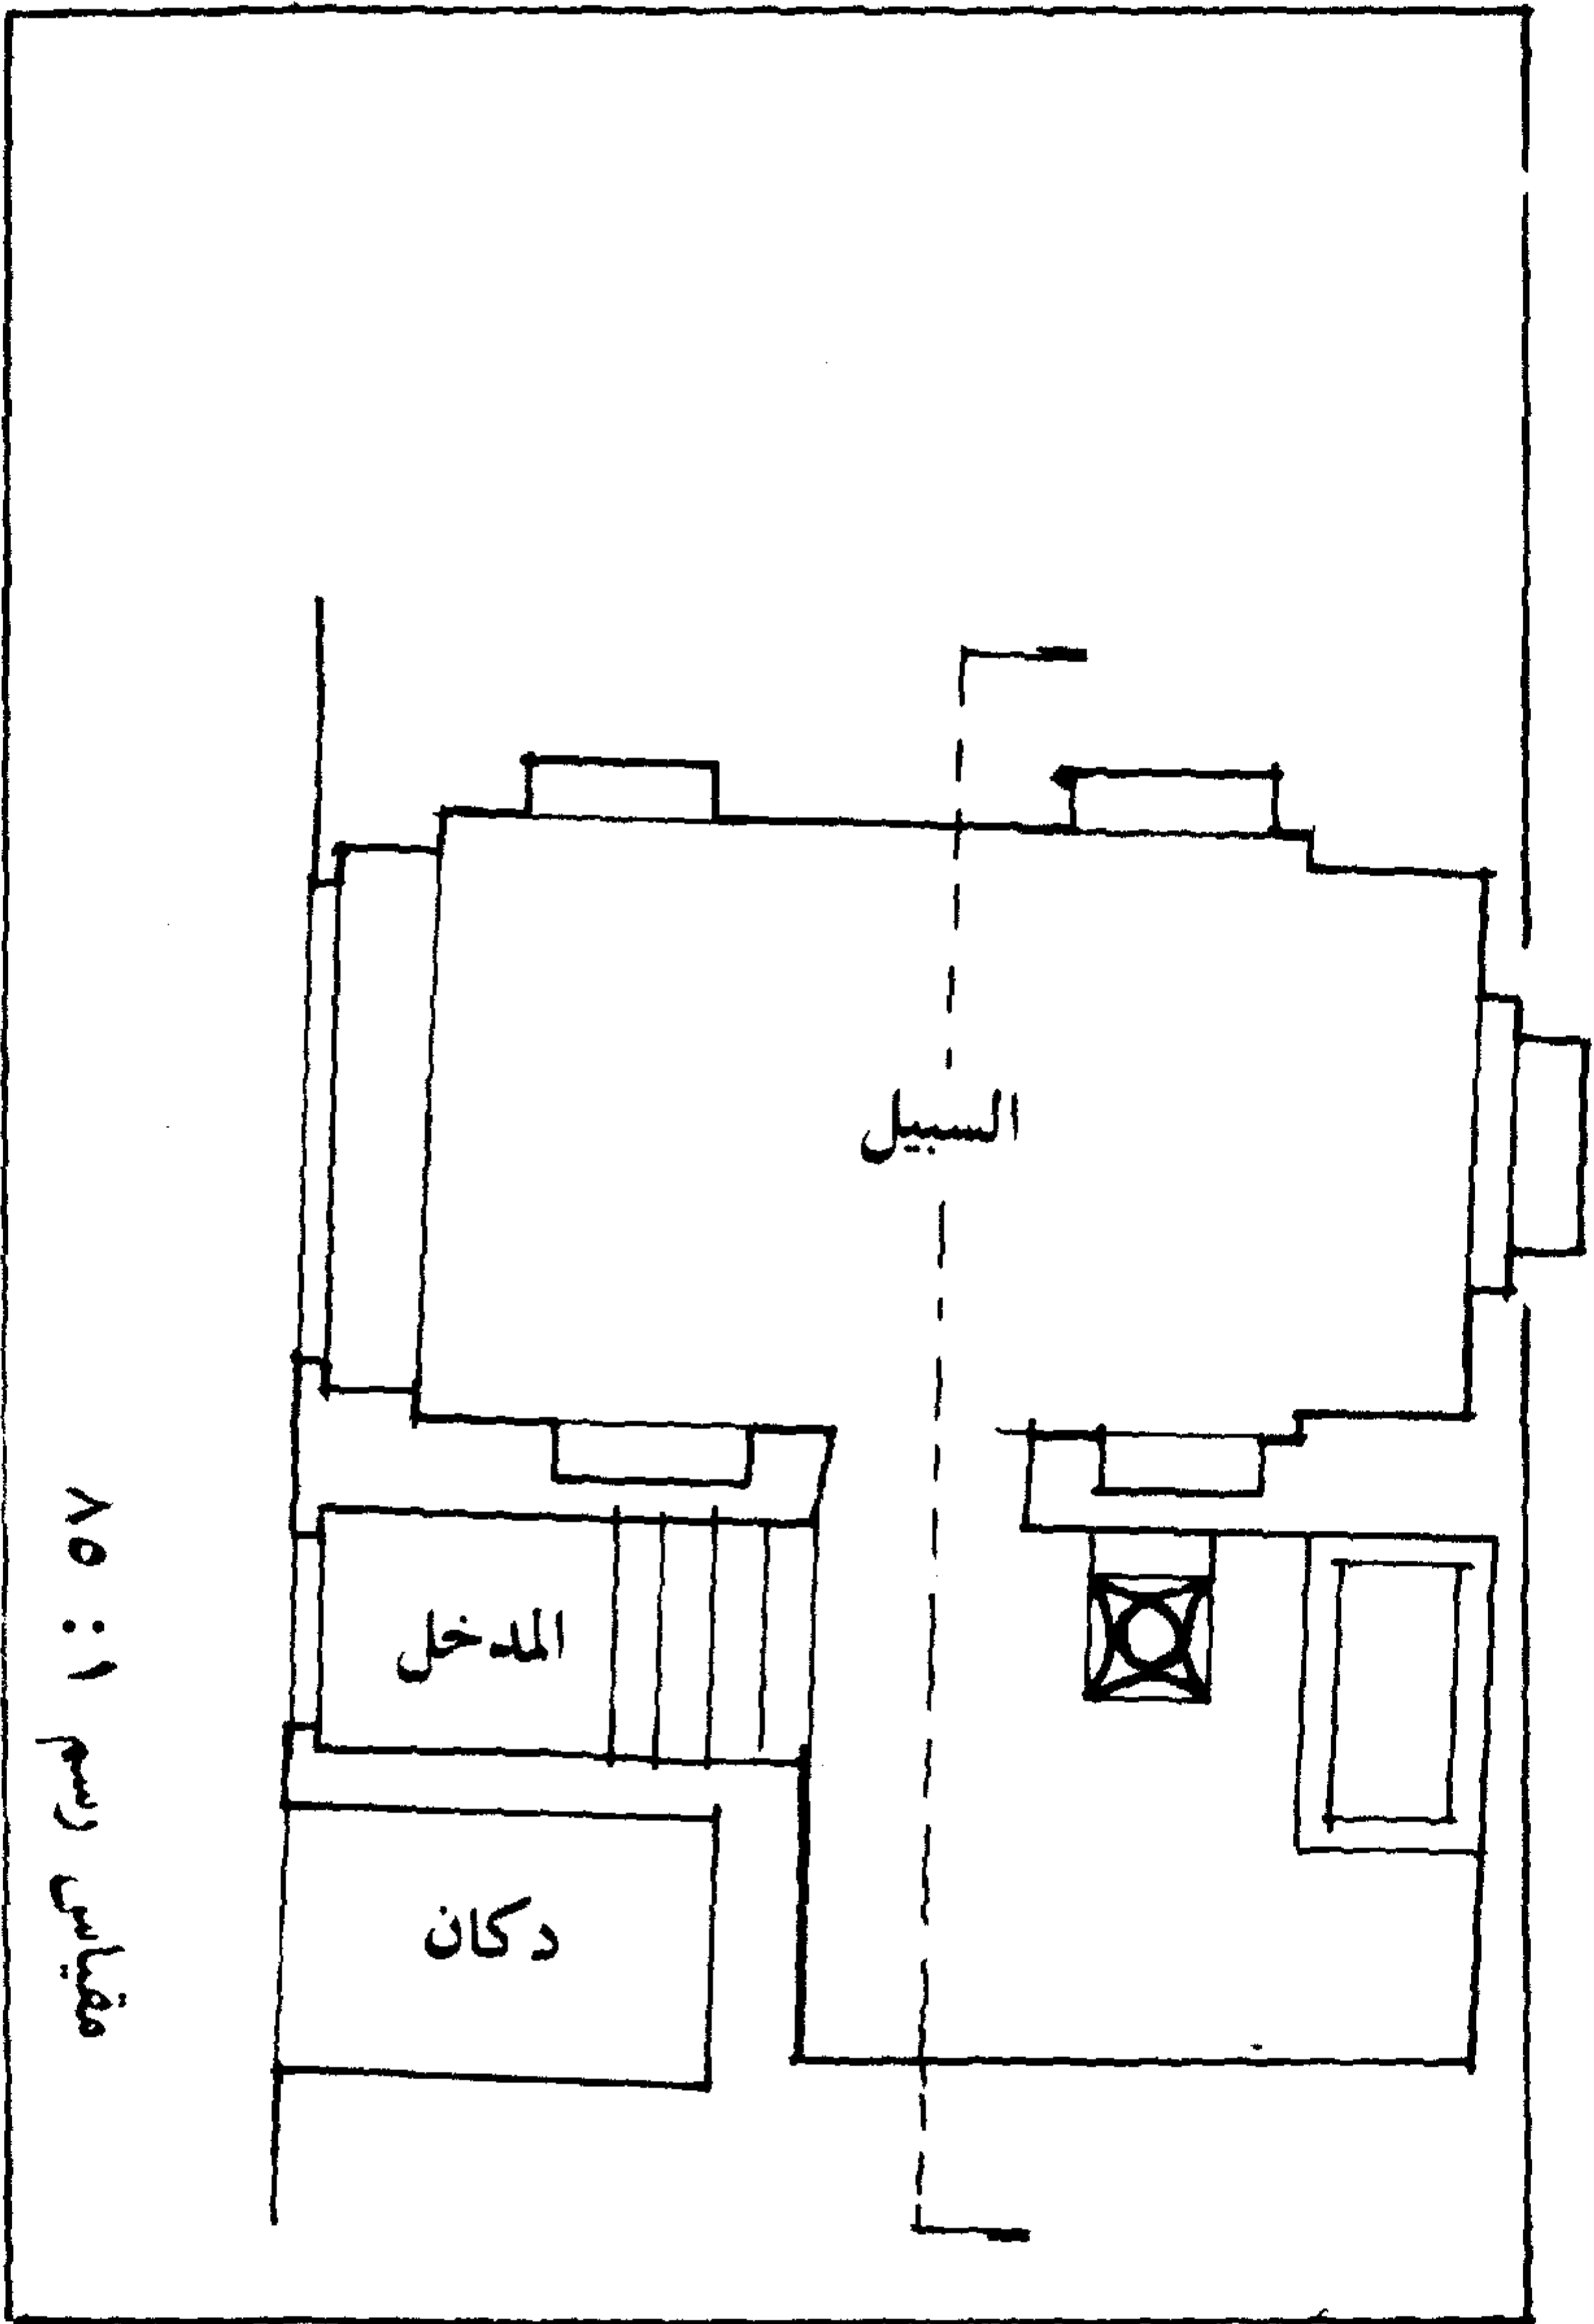 السبيل
المدخل
دكان
مقياس رسم ١ : ٨٥